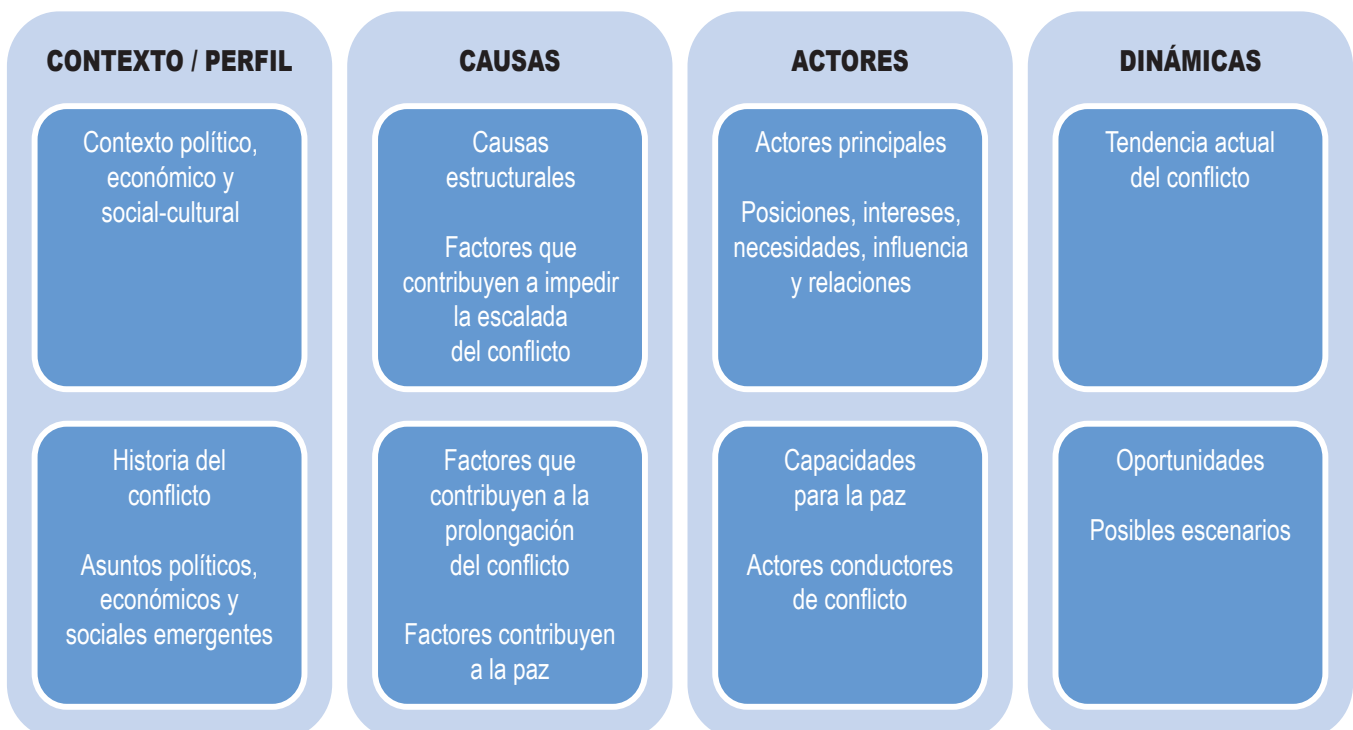 CONTEXTO / PERFIL
Contexto político,
económico y
social-cultural
Historia del
conflicto
Asuntos políticos,
económicos y
sociales emergentes
CAUSAS
Causas
estructurales
Factores que
contribuyen a impedir
la escalada
del conflicto
Factores que
contribuyen a la
prolongación
del conflicto
Factores contribuyen
a la paz
ACTORES
Actores principales
Posiciones, intereses,
necesidades, influencia
y relaciones
Capacidades
para la paz
Actores conductores
de conflicto
DINÁMICAS
Tendencia actual
del conflicto
Oportunidades
Posibles escenarios